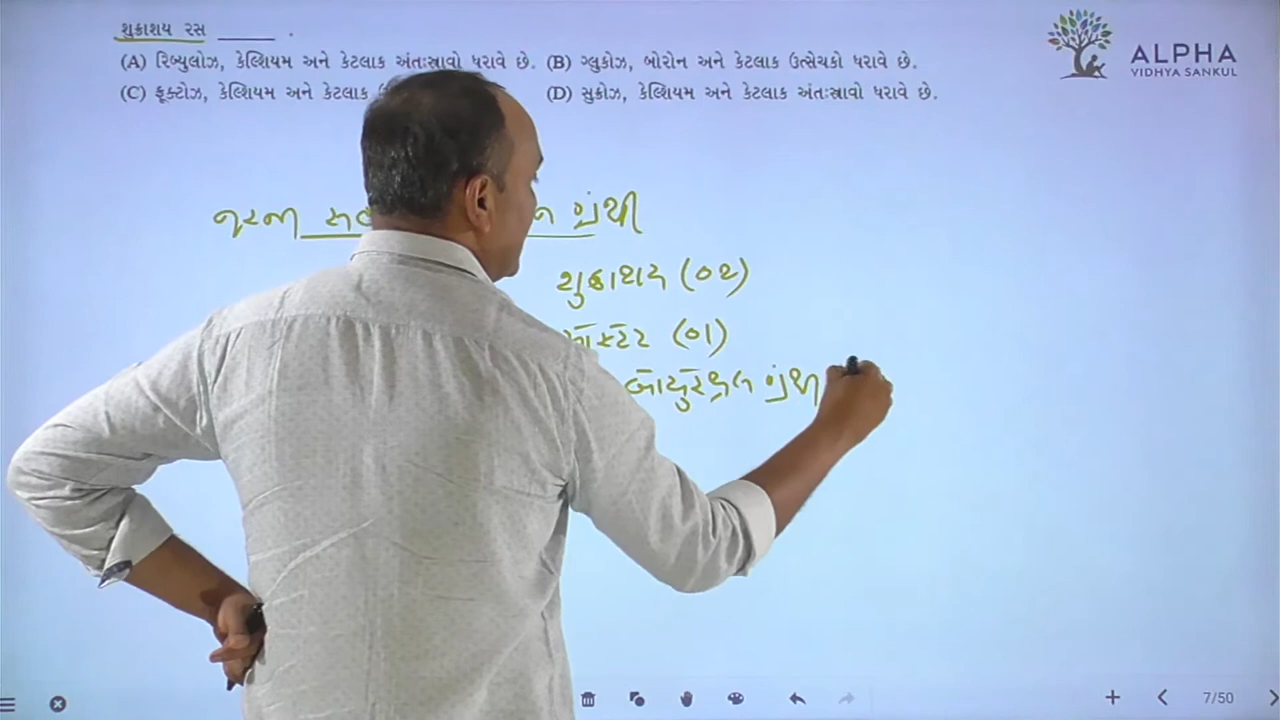 શુક્રાશય રસ _____ .
(A) રિબ્યુલોઝ, કેલ્શિયમ અને કેટલાક અંતઃસ્રાવો ધરાવે છે. (B) ગ્લુકોઝ, બોરોન અને કેટલાક ઉત્સેચકો ધરાવે છે.
(C) ફ્રૂક્ટોઝ, કેલ્શિયમ અને કેટલાક (D) સુક્રોઝ, કેલ્શિયમ અને કેટલાક અંતઃસ્રાવો ધરાવે છે.
ALPHA
VIDHYA SANKUL
નરની ગ્રંથી
શુક્રાશય (૦૨)
(૦૧)
ગ્રંથી
7/50